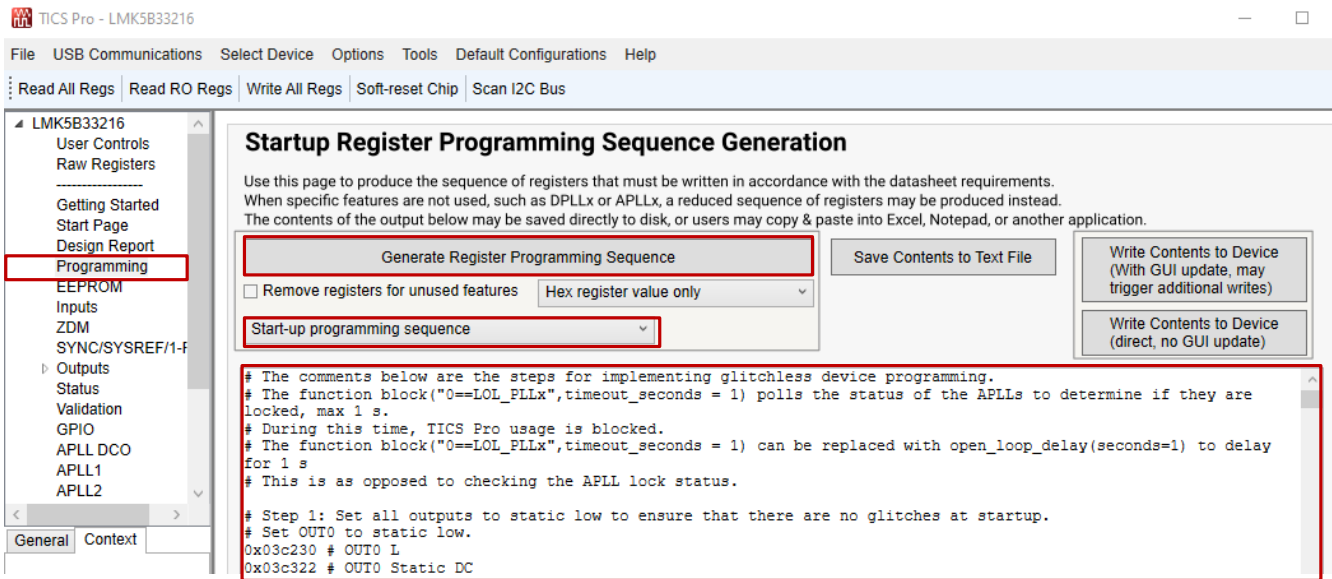 TICS Pro - LMK5B33216
File USB Communications Select Device Options Tools Default Configurations Help
Read All Regs Read RO Regs Write All Regs Soft-reset Chip Scan I2C Bus
LMK5B33216
User Controls
Raw Registers
-----------------
Getting Started
Start Page
Design Report
Programming
EEPROM
Inputs
ZDM
SYNC/SYSREF/1-F
Outputs
Status
Validation
GPIO
APLL DCO
APLL1
APLL2
General Context
Startup Register Programming Sequence Generation
Use this page to produce the sequence of registers that must be written in accordance with the datasheet requirements.
When specific features are not used, such as DPLLx or APLLx, a reduced sequence of registers may be produced instead.
The contents of the output below may be saved directly to disk, or users may copy & paste into Excel, Notepad, or another application.
Generate Register Programming Sequence
Save Contents to Text File
Write Contents to Device
(With GUI update, may
trigger additional writes)
Remove registers for unused features
Hex register value only
Start-up programming sequence
Write Contents to Device
(direct, no GUI update)
# The comments below are the steps for implementing glitchless device programming.
# The function block("0==LOL_PLLx",timeout_seconds = 1) polls the status of the APLLs to determine if they are
locked, max 1 s.
# During this time, TICS Pro usage is blocked.
# The function block("0==LOL_PLLx",timeout_seconds = 1) can be replaced with open_loop_delay(seconds=1) to delay
for 1 s
# This is as opposed to checking the APLL lock status.
# Step 1: Set all outputs to static low to ensure that there are no glitches at startup.
# Set OUT0 to static low.
0x03c230 # OUT0 L
0x03c322 # OUT0 Static DC